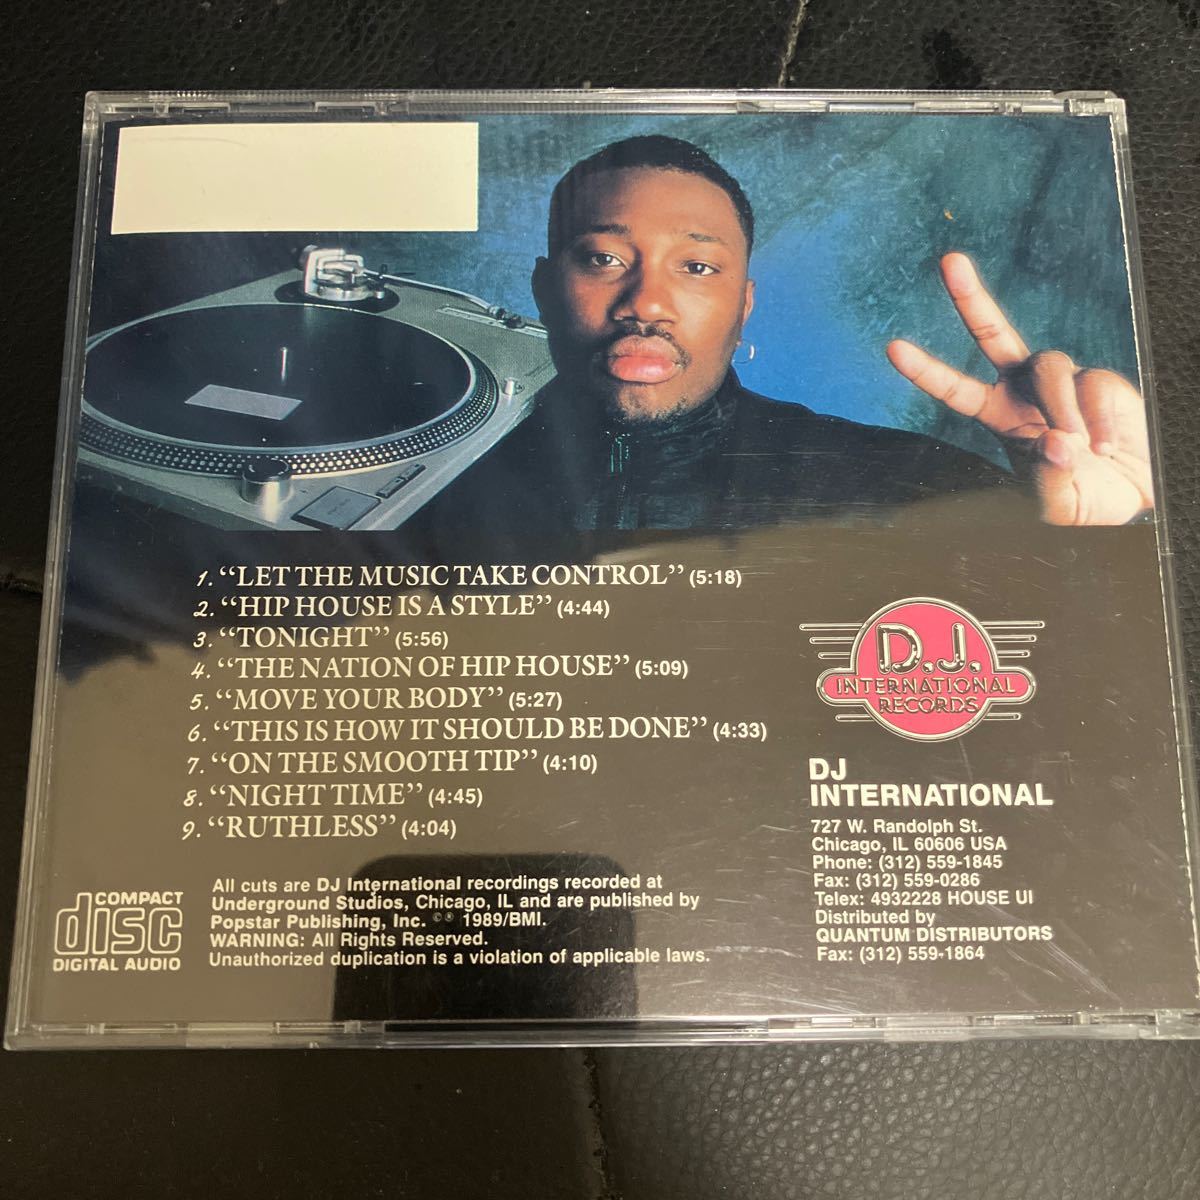 1. “LET THE MUSIC TAKE CONTROL” (5:18)
2. “HIP HOUSE IS A STYLE” (4:44)
3. “TONIGHT” (5:56)
4. “THE NATION OF HIP HOUSE” (5:09)
5. “MOVE YOUR BODY” (5:27)
6. “THIS IS HOW IT SHOULD BE DONE” (4:33)
7. “ON THE SMOOTH TIP” (4:10)
8. “NIGHT TIME” (4:45)
9. “RUTHLESS” (4:04)
D.J.
INTERNATIONAL
RECORDS
DJ
INTERNATIONAL
727 W. Randolph St.
Chicago, IL 60606 USA
Phone: (312) 559-1845
Fax: (312) 559-0286
Telex: 4932228 HOUSE UI
Distributed by
QUANTUM DISTRIBUTORS
Fax: (312) 559-1864
COMPACT
disc
DIGITAL AUDIO
All cuts are DJ International recordings recorded at
Underground Studios, Chicago, IL and are published by
Popstar Publishing, Inc. ©℗ 1989/BMI.
WARNING: All Rights Reserved.
Unauthorized duplication is a violation of applicable laws.